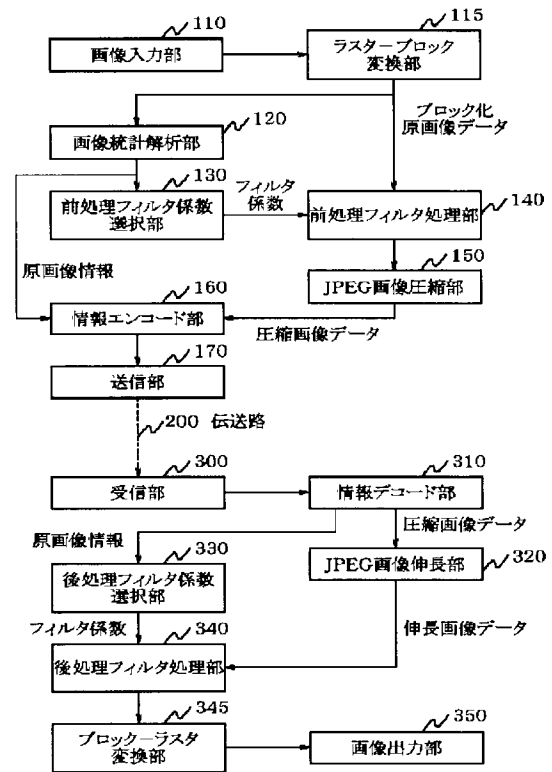 110
画像入力部
115
ラスターブロック
変換部
120
画像統計解析部
ブロック化
原画像データ
130
前処理フィルタ係数
選択部
フィルタ
係数
140
前処理フィルタ処理部
原画像情報
150
JPEG画像圧縮部
160
情報エンコード部
圧縮画像データ
170
送信部
200 伝送路
300
受信部
310
情報デコード部
原画像情報
圧縮画像データ
330
後処理フィルタ係数
選択部
320
JPEG画像伸長部
フィルタ係数
340
後処理フィルタ処理部
伸長画像データ
345
ブロックーラスタ
変換部
350
画像出力部